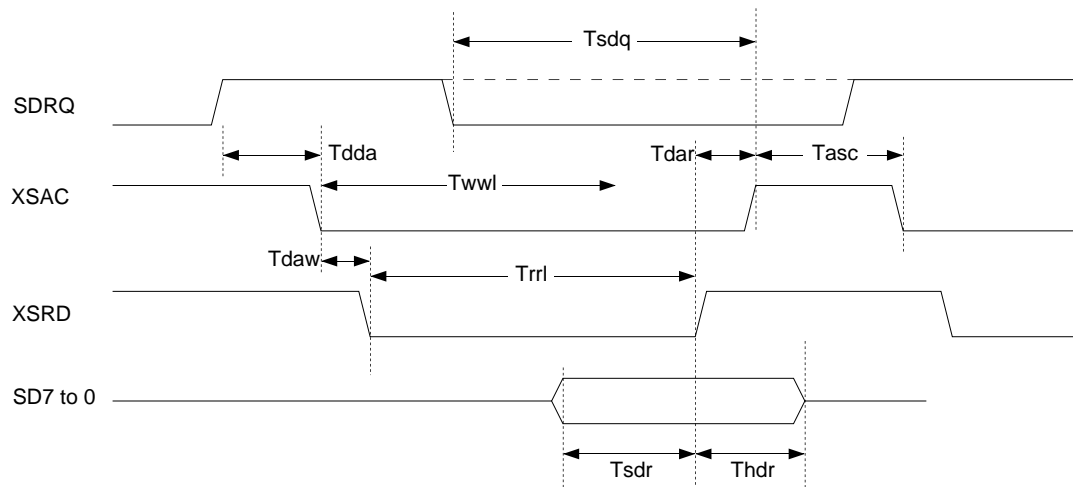 Tsdq
SDRQ
Tdda
Tdar
Tasc
XSAC
Twwl
Tdaw
Trrl
XSRD
SD7 to 0
Tsdr
Thdr